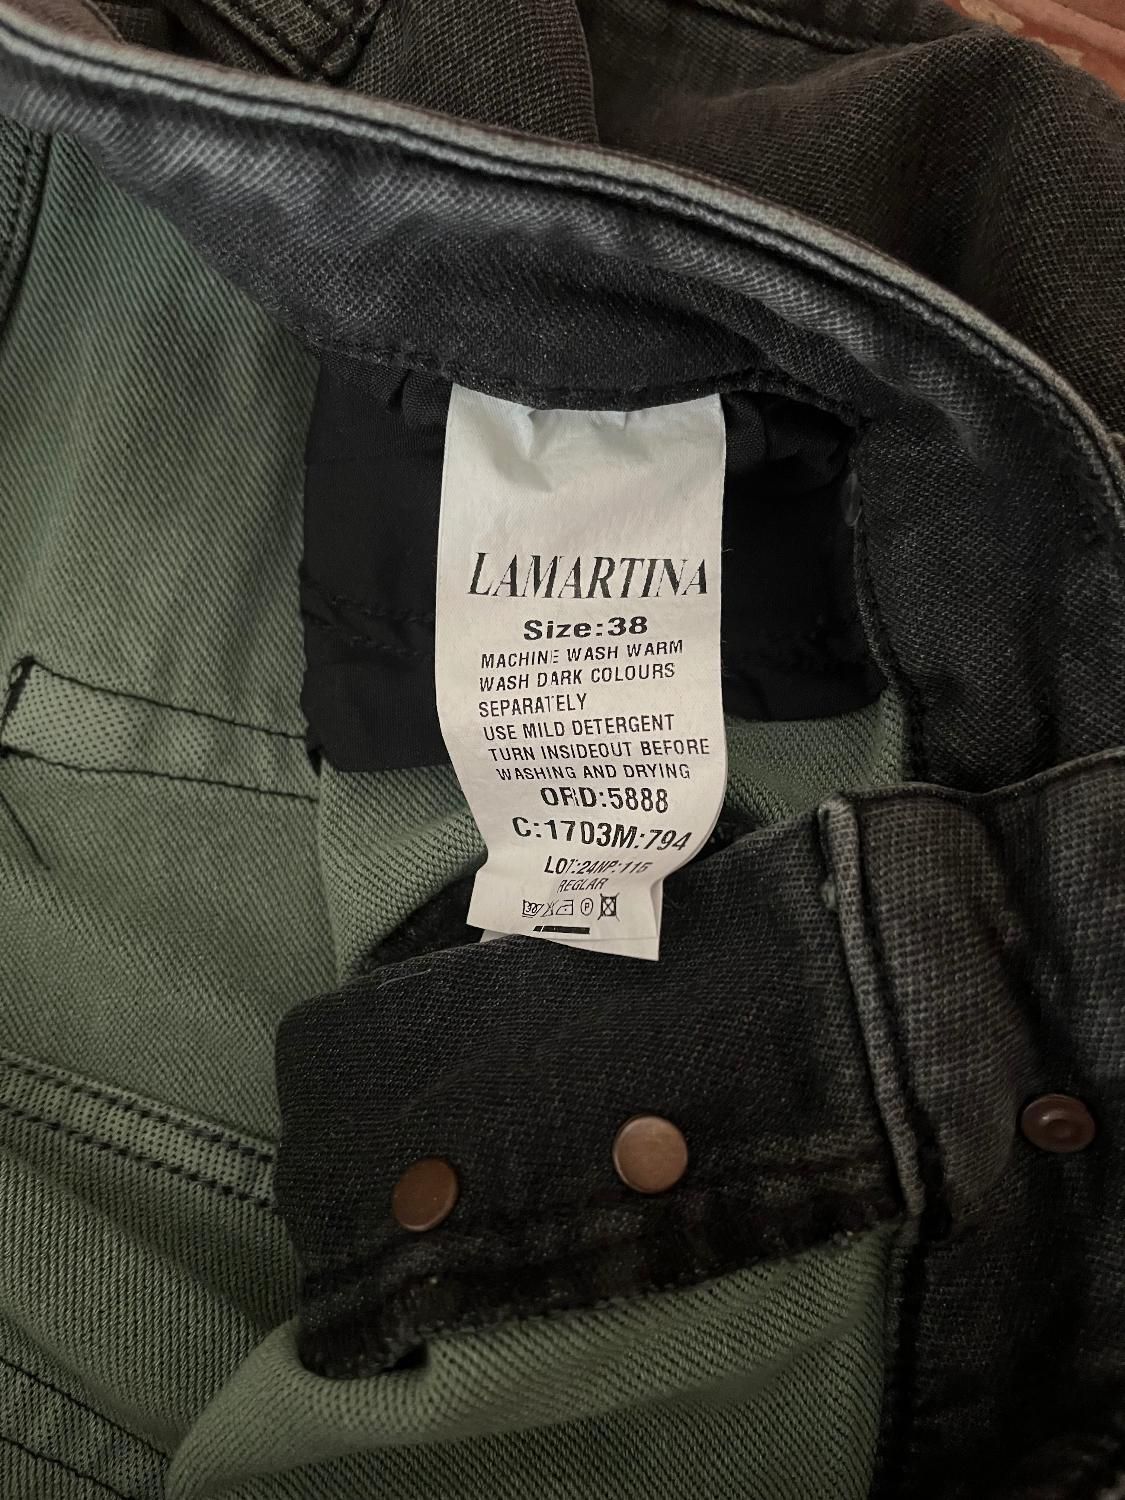 LAMARTINA
Size:38
MACHINE WASH WARM
WASH DARK COLOURS
SEPARATELY
USE MILD DETERGENT
TURN INSIDEOUT BEFORE
WASHING AND DRYING
ORD:5888
C:1703M:794
LOT:24NP:115
REGLAR